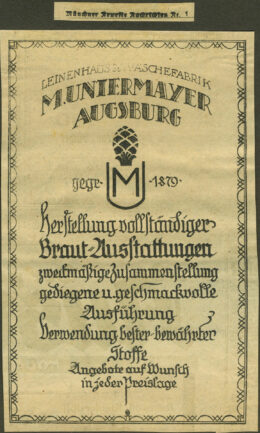 Münchner Neueste Nachrichten Nr. 1
LEINENHAUS U. WÄSCHEFABRIK
M. UNTERMAYER
AUGSBURG
M
gegr. 1879.
Herstellung vollständiger
Braut-Ausstattungen
zweckmäßige Zusammenstellung
gediegene u. geschmackvolle
Ausführung
Verwendung bester bewährter
Stoffe
Angebote auf Wunsch
in jeder Preislage